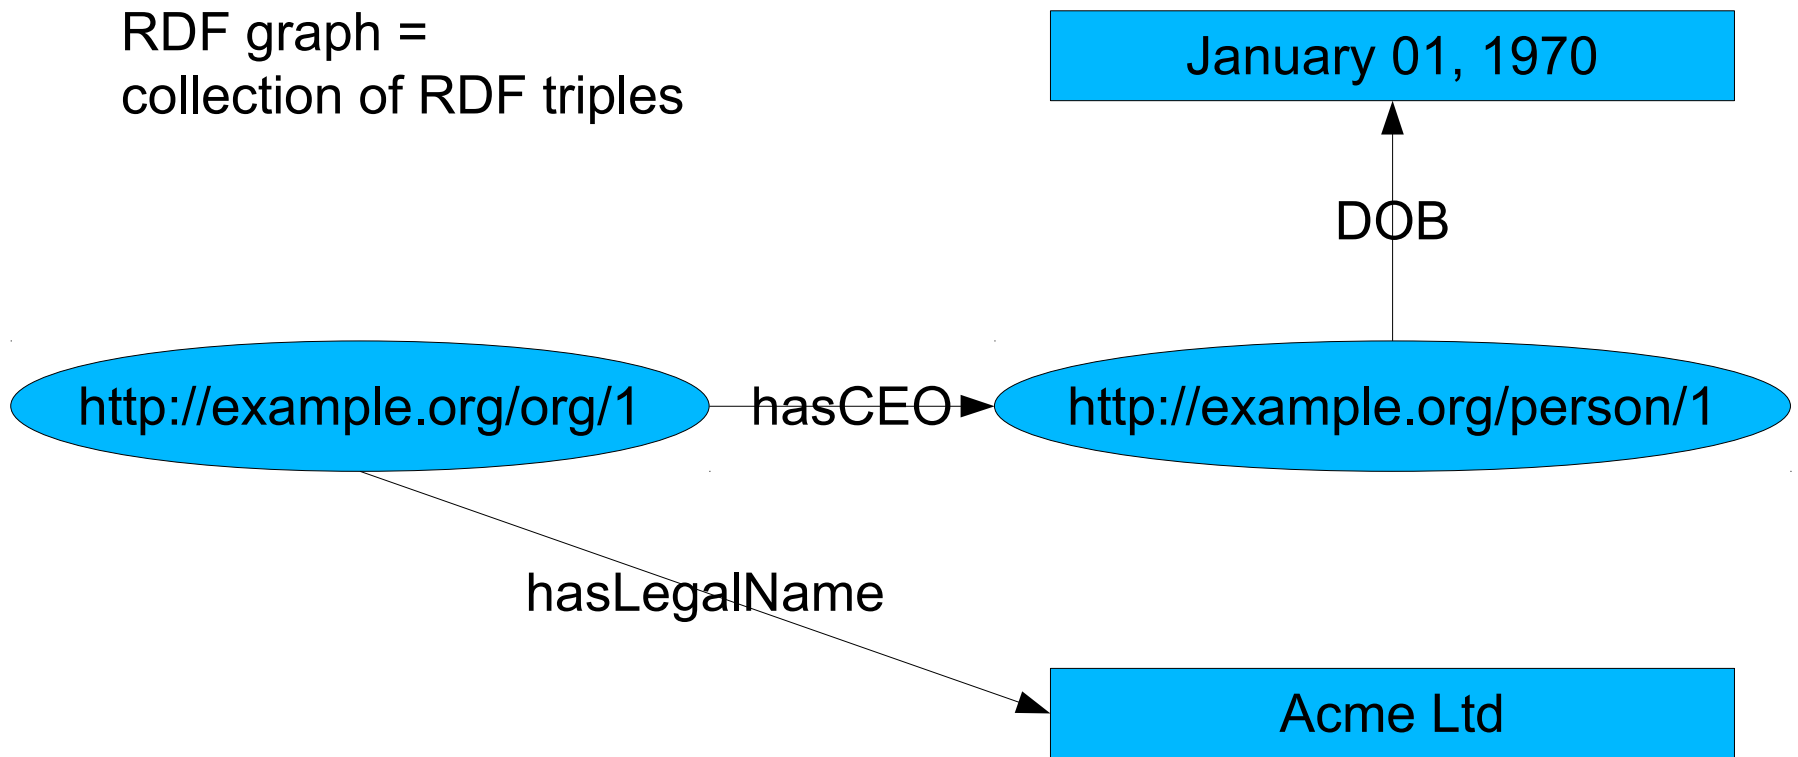 RDF graph =
collection of RDF triples
January 01, 1970
DOB
http://example.org/org/1
hasCEO
http://example.org/person/1
hasLegalName
Acme Ltd